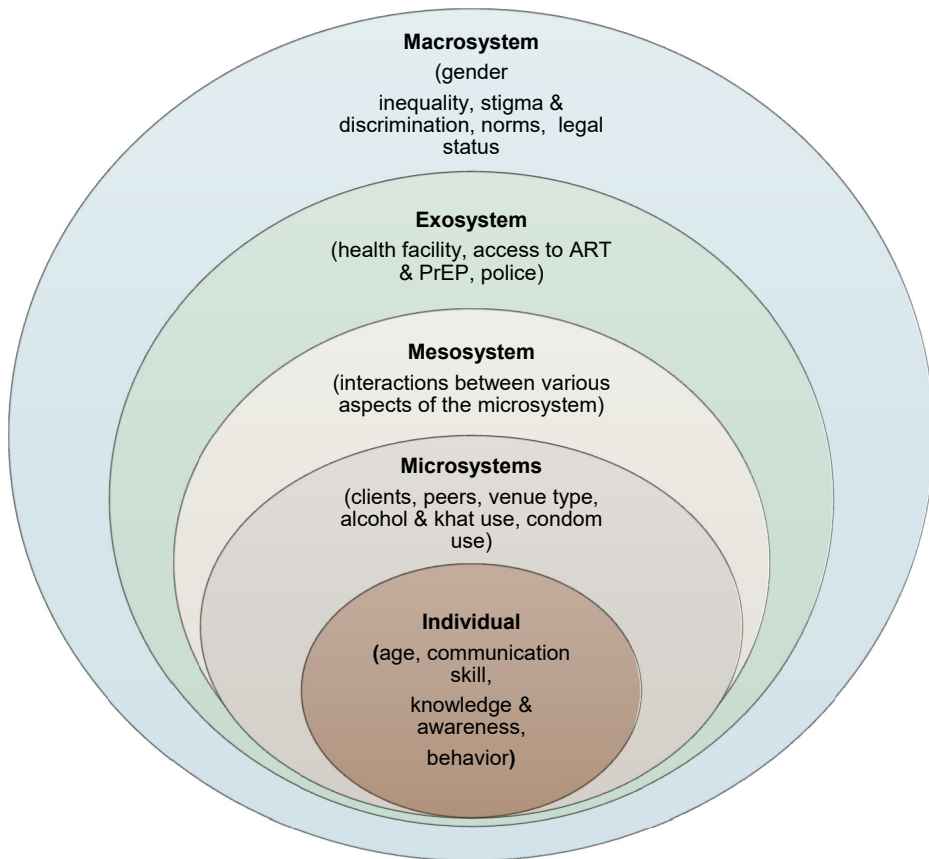 Macrosystem
(gender
inequality, stigma &
discrimination, norms,  legal
status
Exosystem
(health facility, access to ART
& PrEP, police)
Mesosystem
(interactions between various
aspects of the microsystem)
Microsystems
(clients, peers, venue type,
alcohol & khat use, condom
use)
Individual
(age, communication
skill,
knowledge &
awareness,
behavior)